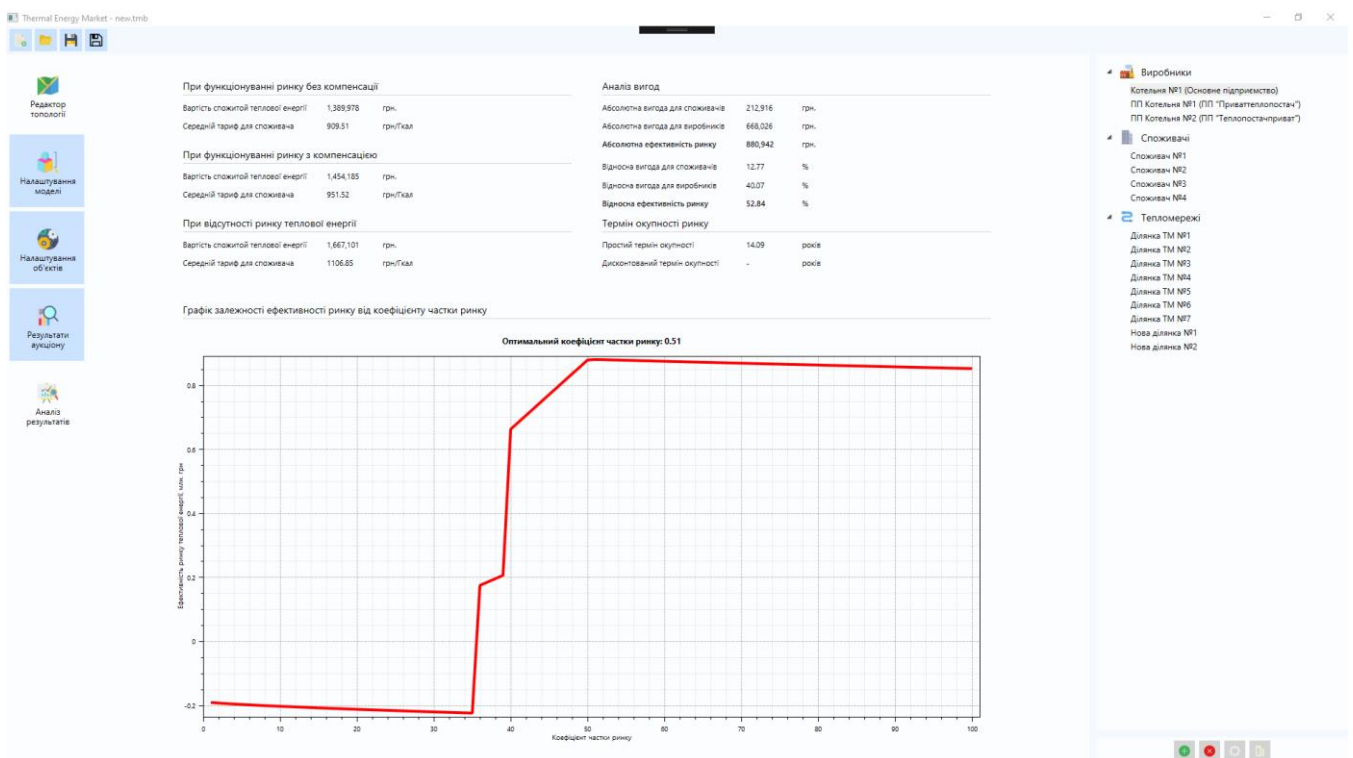 Thermal Energy Market - new.tmb
Редактор
топології
Налаштування
моделі
Налаштування
об'єктів
Результати
аукціону
Аналіз
результатів
При функціонуванні ринку без компенсації
Вартість спожитой теплової енергії 1,389,978 грн.
Середній тариф для споживача 909.51 грн/Гкал
При функціонуванні ринку з компенсацією
Вартість спожитой теплової енергії 1,454,185 грн.
Середній тариф для споживача 951.52 грн/Гкал
При відсутності ринку теплової енергії
Вартість спожитой теплової енергії 1,667,101 грн.
Середній тариф для споживача 1106.85 грн/Гкал
Аналіз вигод
Абсолютна вигода для споживачів 212,916 грн.
Абсолютна вигода для виробників 668,026 грн.
Абсолютна ефективність ринку 880,942 грн.
Відносна вигода для споживачів 12.77 %
Відносна вигода для виробників 40.07 %
Відносна ефективність ринку 52.84 %
Термін окупності ринку
Простий термін окупності 14.09 років
Дисконтований термін окупності - років
Графік залежності ефективності ринку від коефіцієнту частки ринку
Оптимальний коефіцієнт частки ринку: 0.51
Ефективність ринку теплової енергії, млн. грн
0.8
0.6
0.4
0.2
0
-0.2
0 10 20 30 40 50 60 70 80 90 100
Коефіцієнт частки ринку
Виробники
Котельня №1 (Основне підприємство)
ПП Котельня №1 (ПП "Приваттеплопостач")
ПП Котельня №2 (ПП "Теплопостачприват")
Споживачі
Споживач №1
Споживач №2
Споживач №3
Споживач №4
Тепломережі
Ділянка ТМ №1
Ділянка ТМ №2
Ділянка ТМ №3
Ділянка ТМ №4
Ділянка ТМ №5
Ділянка ТМ №6
Ділянка ТМ №7
Нова ділянка №1
Нова ділянка №2